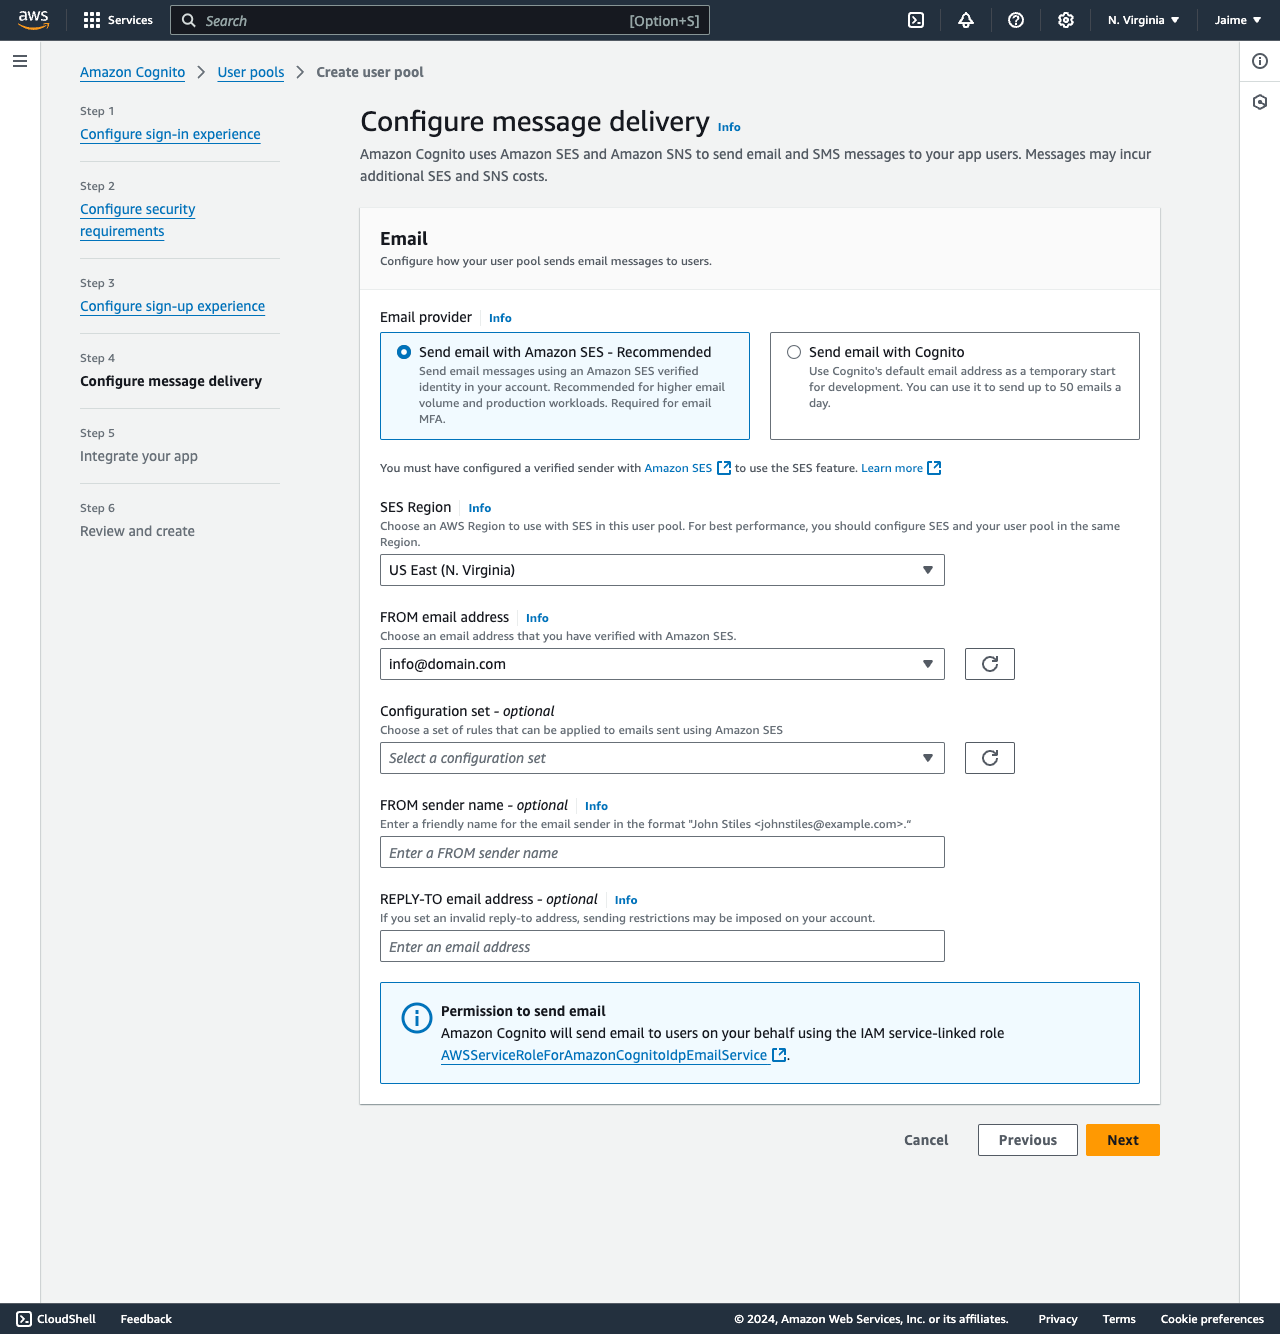 aws
Services
Search [Option+S]
N. Virginia
Jaime
Amazon Cognito > User pools > Create user pool
Step 1
Configure sign-in experience
Step 2
Configure security
requirements
Step 3
Configure sign-up experience
Step 4
Configure message delivery
Step 5
Integrate your app
Step 6
Review and create
Configure message delivery Info
Amazon Cognito uses Amazon SES and Amazon SNS to send email and SMS messages to your app users. Messages may incur
additional SES and SNS costs.
Email
Configure how your user pool sends email messages to users.
Email provider Info
Send email with Amazon SES - Recommended
Send email messages using an Amazon SES verified
identity in your account. Recommended for higher email
volume and production workloads. Required for email
MFA.
Send email with Cognito
Use Cognito's default email address as a temporary start
for development. You can use it to send up to 50 emails a
day.
You must have configured a verified sender with Amazon SES to use the SES feature. Learn more
SES Region Info
Choose an AWS Region to use with SES in this user pool. For best performance, you should configure SES and your user pool in the same
Region.
US East (N. Virginia)
FROM email address Info
Choose an email address that you have verified with Amazon SES.
info@domain.com
Configuration set - optional
Choose a set of rules that can be applied to emails sent using Amazon SES
Select a configuration set
FROM sender name - optional Info
Enter a friendly name for the email sender in the format "John Stiles <johnstiles@example.com>."
Enter a FROM sender name
REPLY-TO email address - optional Info
If you set an invalid reply-to address, sending restrictions may be imposed on your account.
Enter an email address
Permission to send email
Amazon Cognito will send email to users on your behalf using the IAM service-linked role
AWSServiceRoleForAmazonCognitoIdpEmailService .
Cancel
Previous
Next
CloudShell
Feedback
© 2024, Amazon Web Services, Inc. or its affiliates.
Privacy
Terms
Cookie preferences